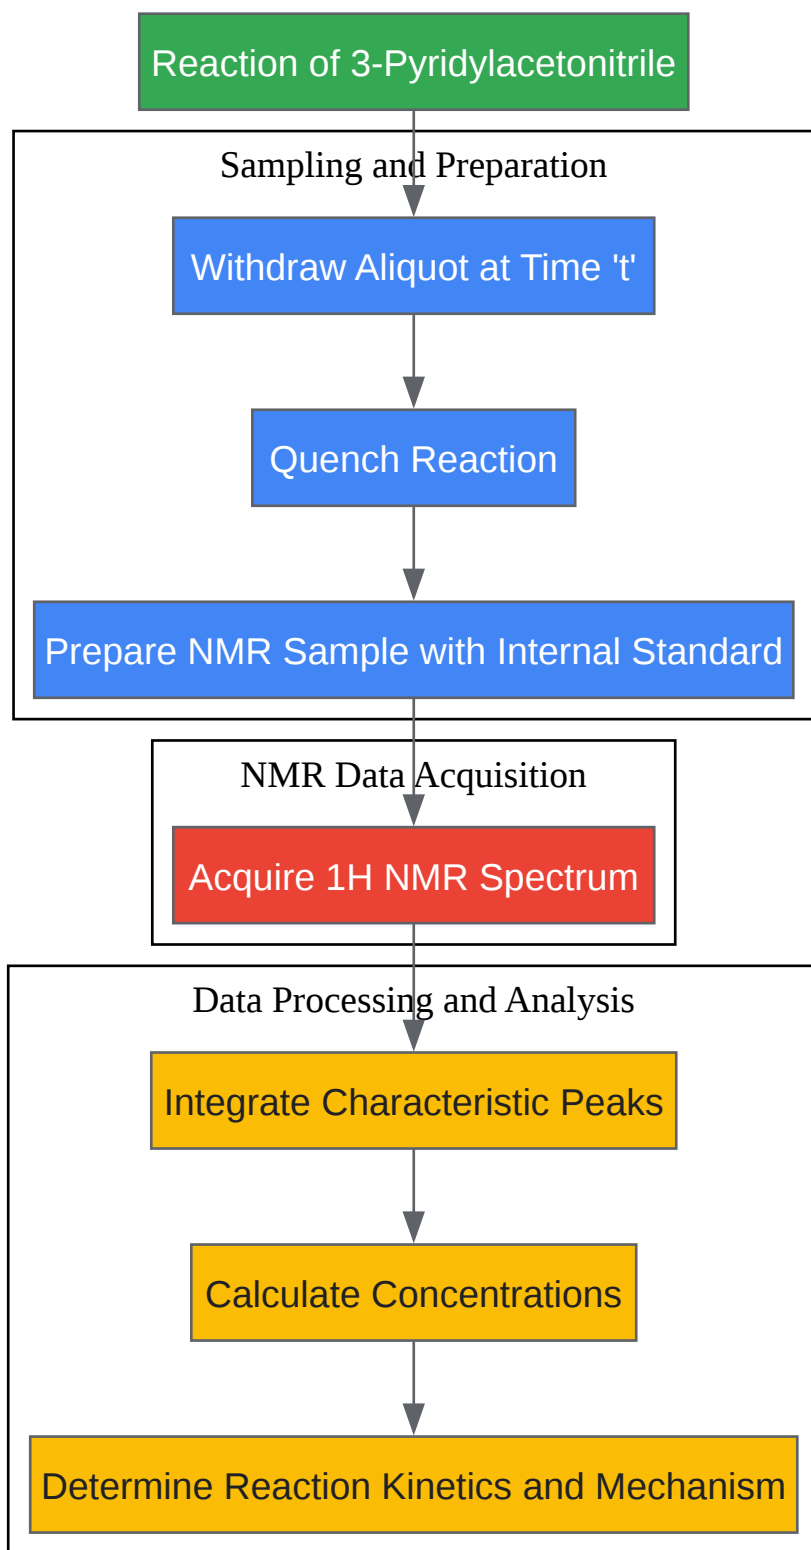 Reaction of 3-Pyridylacetonitrile
Sampling and Preparation
Withdraw Aliquot at Time 't'
Quench Reaction
Prepare NMR Sample with Internal Standard
NMR Data Acquisition
Acquire 1H NMR Spectrum
Data Processing and Analysis
Integrate Characteristic Peaks
Calculate Concentrations
Determine Reaction Kinetics and Mechanism